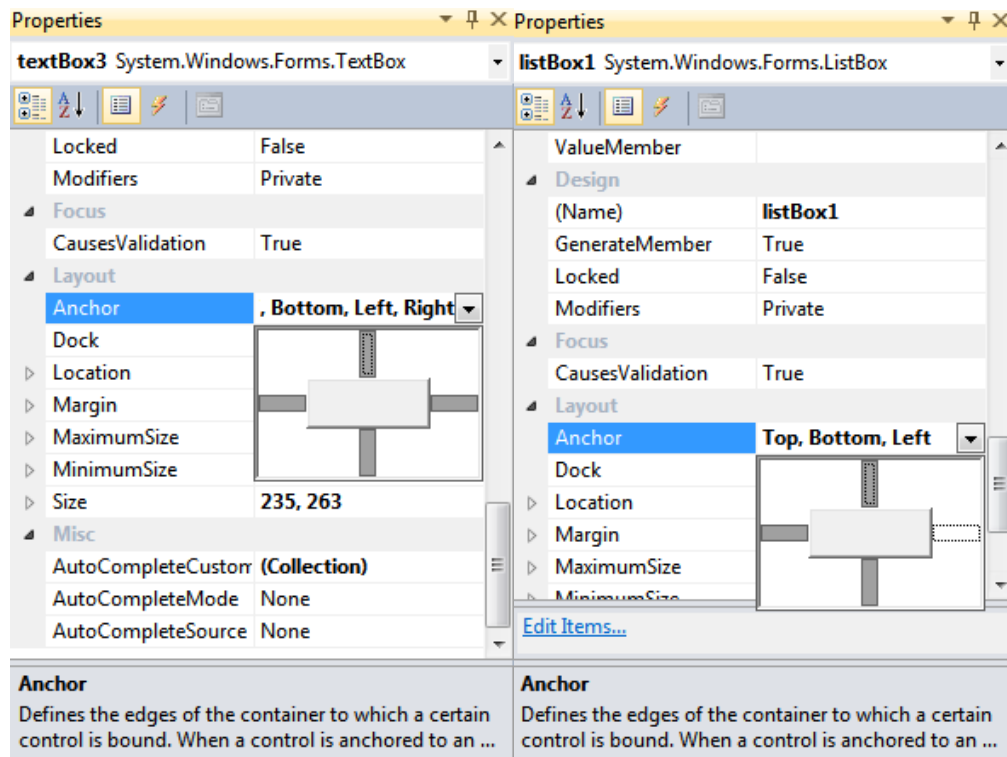 Properties
textBox3 System.Windows.Forms.TextBox
Locked False
Modifiers Private
Focus
CausesValidation True
Layout
Anchor , Bottom, Left, Right
Dock
Location
Margin
MaximumSize
MinimumSize
Size 235, 263
Misc
AutoCompleteCustom (Collection)
AutoCompleteMode None
AutoCompleteSource None
Anchor
Defines the edges of the container to which a certain
control is bound. When a control is anchored to an ...
Properties
listBox1 System.Windows.Forms.ListBox
ValueMember
Design
(Name) listBox1
GenerateMember True
Locked False
Modifiers Private
Focus
CausesValidation True
Layout
Anchor Top, Bottom, Left
Dock
Location
Margin
MaximumSize
MinimumSize
Edit Items...
Anchor
Defines the edges of the container to which a certain
control is bound. When a control is anchored to an ...